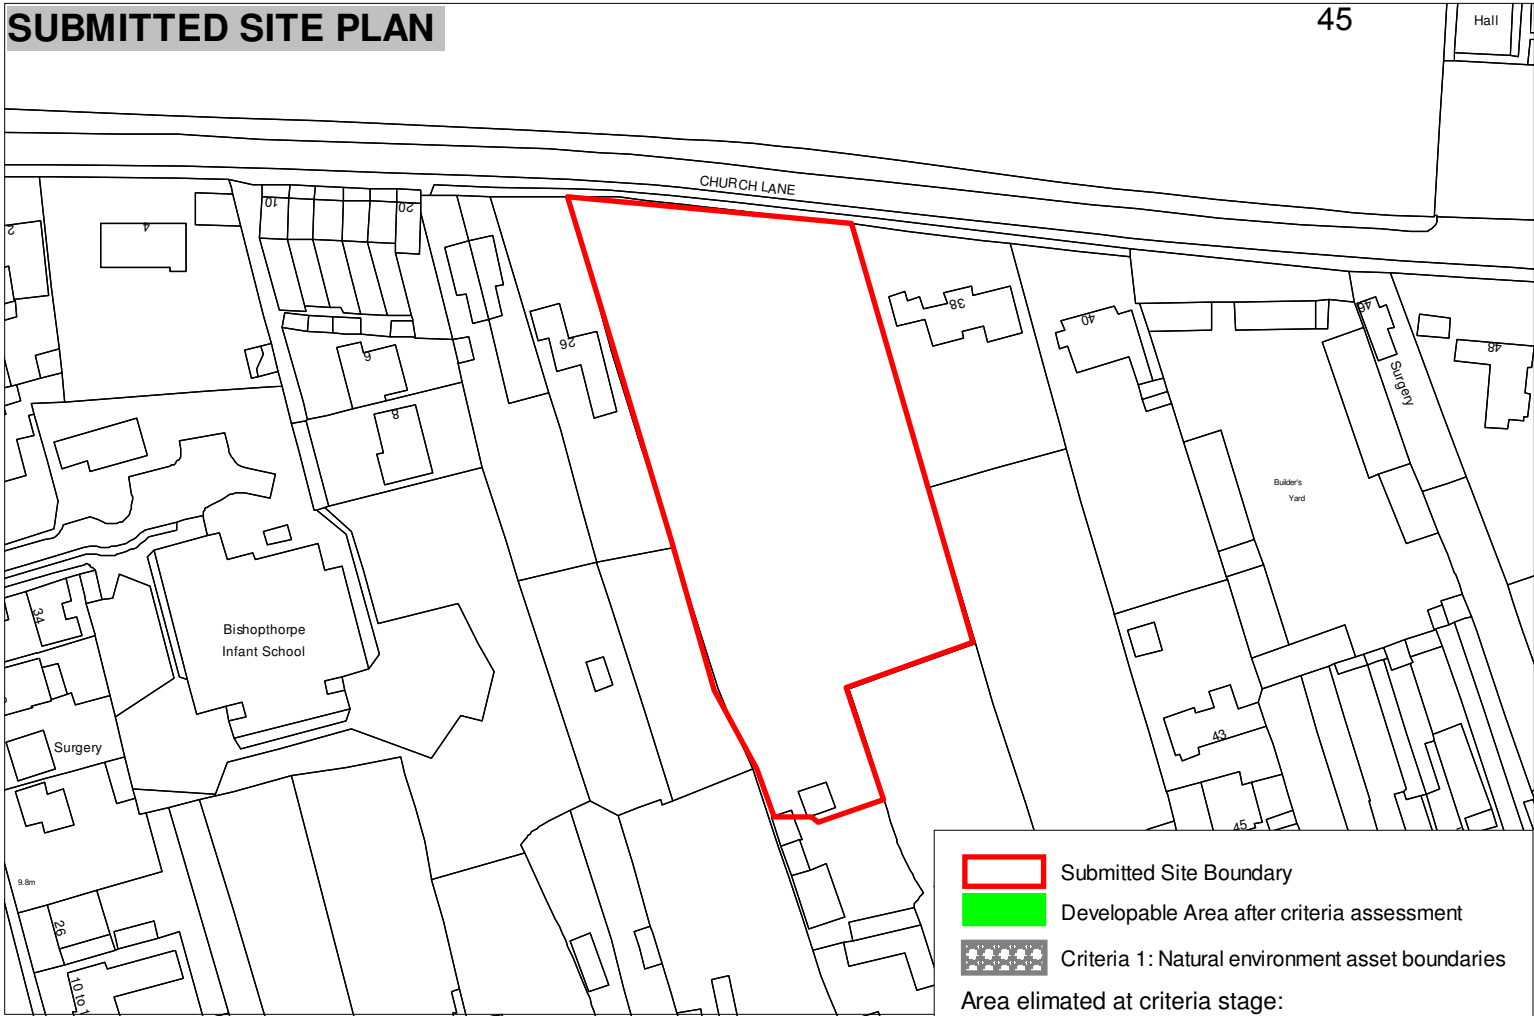 SUBMITTED SITE PLAN
45
Hall
CHURCH LANE
2
4
10
20
26
38
40
46
48
6
8
Surgery
Builder's
Yard
34
Bishopthorpe
Infant School
Surgery
43
45
9.8m
26
10 to
Submitted Site Boundary
Developable Area after criteria assessment
Criteria 1: Natural environment asset boundaries
Area elimated at criteria stage: